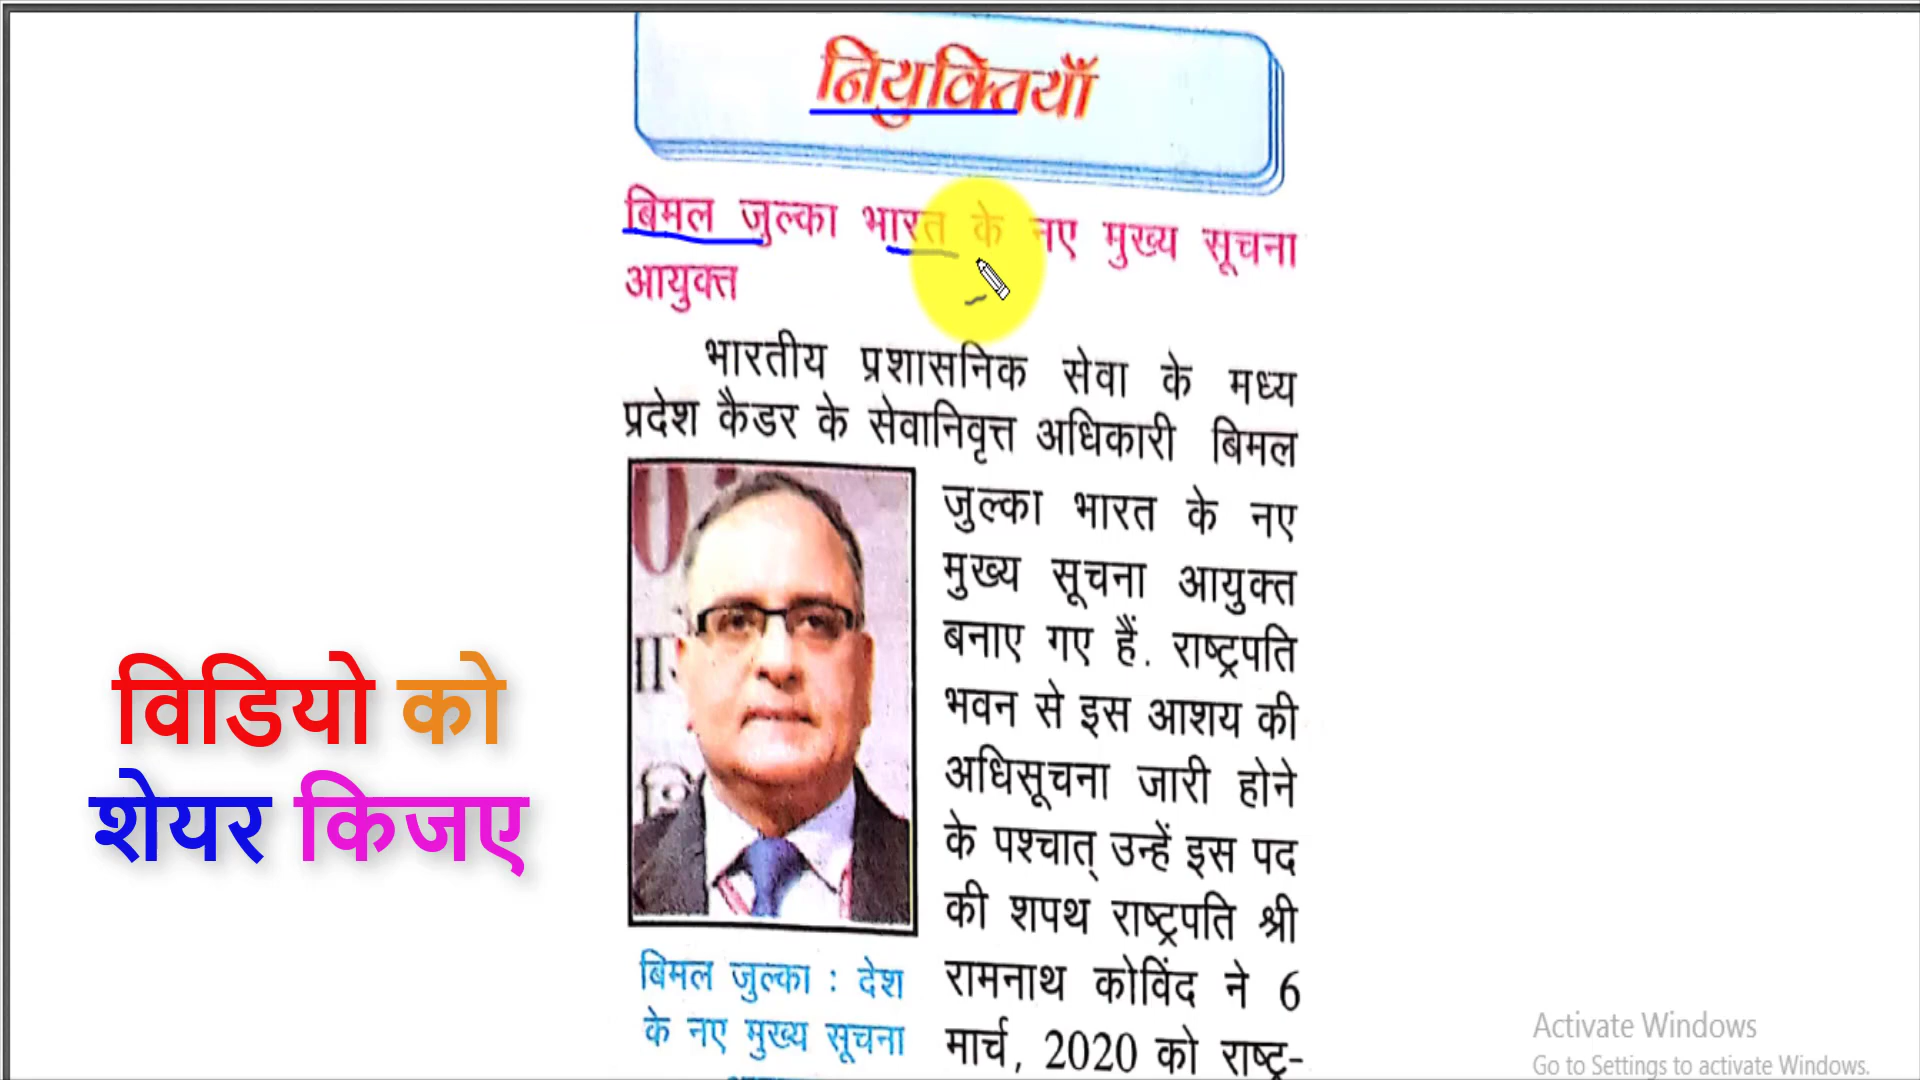 नियुक्तियाँ
बिमल जुल्का भारत के नए मुख्य सूचना
आयुक्त
भारतीय प्रशासनिक सेवा के मध्य
प्रदेश कैडर के सेवानिवृत्त अधिकारी बिमल
जुल्का भारत के नए
मुख्य सूचना आयुक्त
बनाए गए हैं. राष्ट्रपति
भवन से इस आशय की
अधिसूचना जारी होने
के पश्चात् उन्हें इस पद
की शपथ राष्ट्रपति श्री
रामनाथ कोविंद ने 6
मार्च, 2020 को राष्ट्र-
बिमल जुल्का : देश
के नए मुख्य सूचना
विडियो को
शेयर किजए
Activate Windows
Go to Settings to activate Windows.